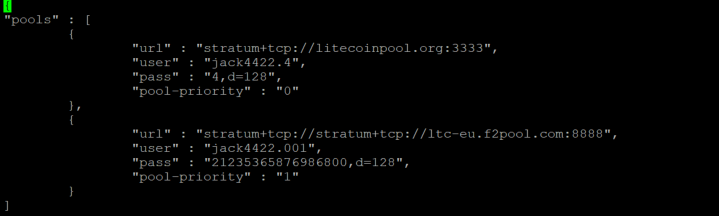 {
"pools" : [
{
"url" : "stratum+tcp://litecoinpool.org:3333",
"user" : "jack4422.4",
"pass" : "4,d=128",
"pool-priority" : "0"
},
{
"url" : "stratum+tcp://stratum+tcp://ltc-eu.f2pool.com:8888",
"user" : "jack4422.001",
"pass" : "21235365876986800,d=128",
"pool-priority" : "1"
}
]